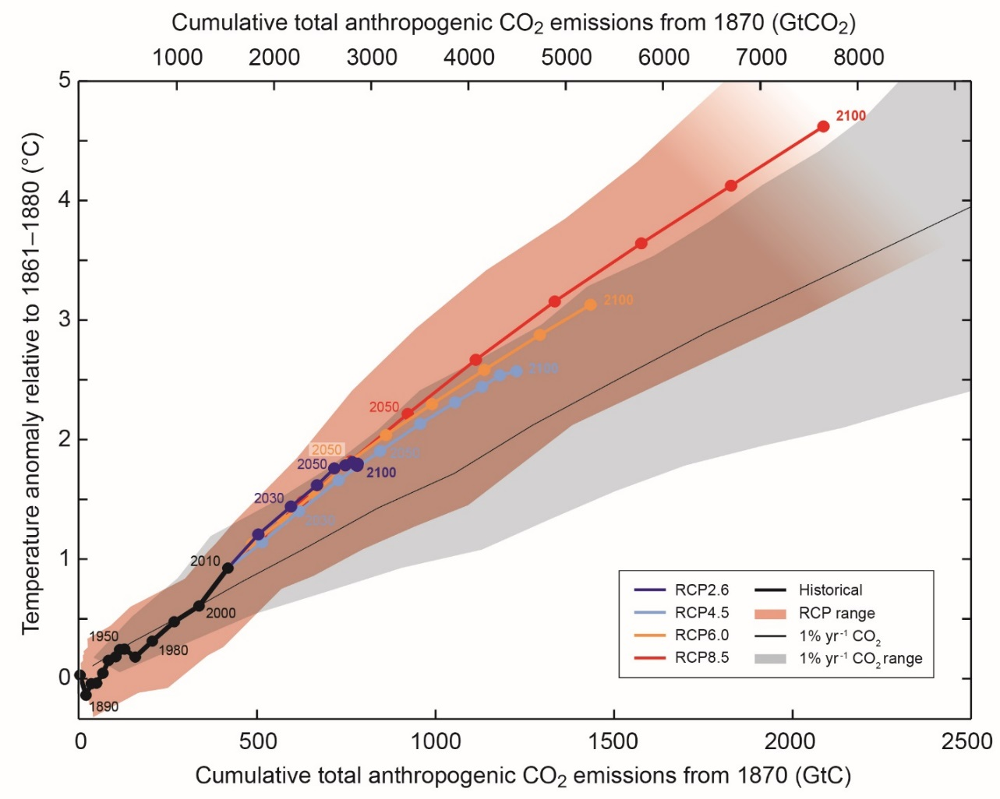 Cumulative total anthropogenic CO₂ emissions from 1870 (GtCO₂)
1000 2000 3000 4000 5000 6000 7000 8000
Temperature anomaly relative to 1861–1880 (°C)
5
4
3
2
1
0
2100
2100
2100
2050
2050
2050
2050
2100
2030
2030
2010
2000
1950
1980
1890
RCP2.6
RCP4.5
RCP6.0
RCP8.5
Historical
RCP range
1% yr⁻¹ CO₂
1% yr⁻¹ CO₂ range
0 500 1000 1500 2000 2500
Cumulative total anthropogenic CO₂ emissions from 1870 (GtC)